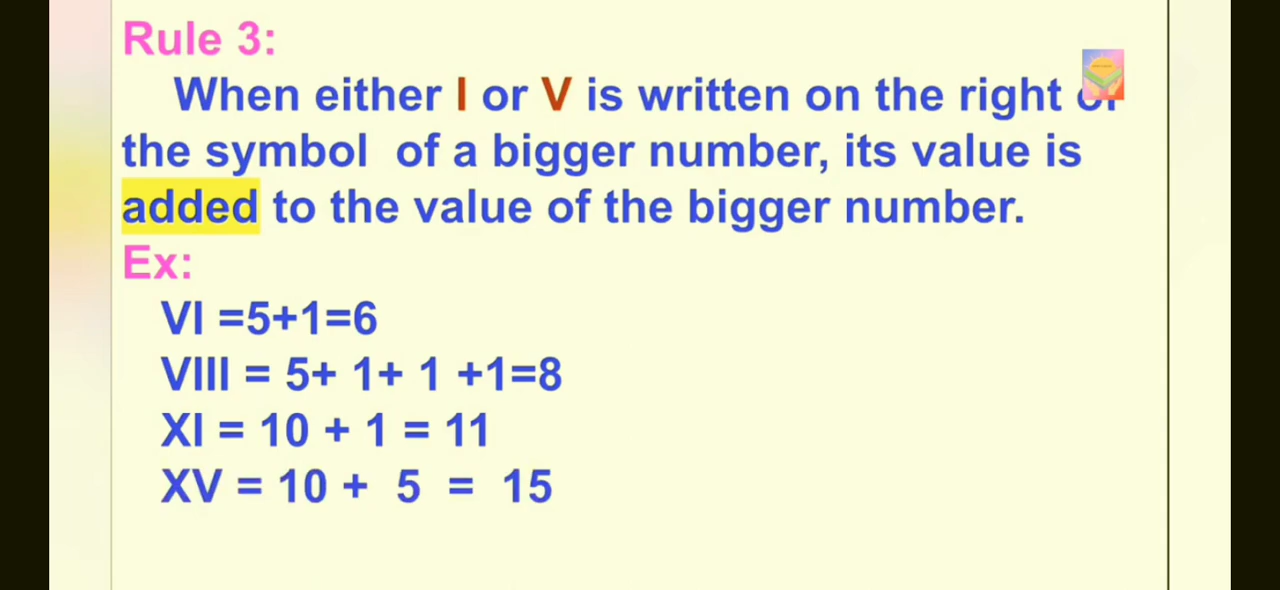 Rule 3:
When either I or V is written on the right of
the symbol of a bigger number, its value is
added to the value of the bigger number.
Ex:
VI =5+1=6
VIII = 5+ 1+ 1 +1=8
XI = 10 + 1 = 11
XV = 10 + 5 = 15